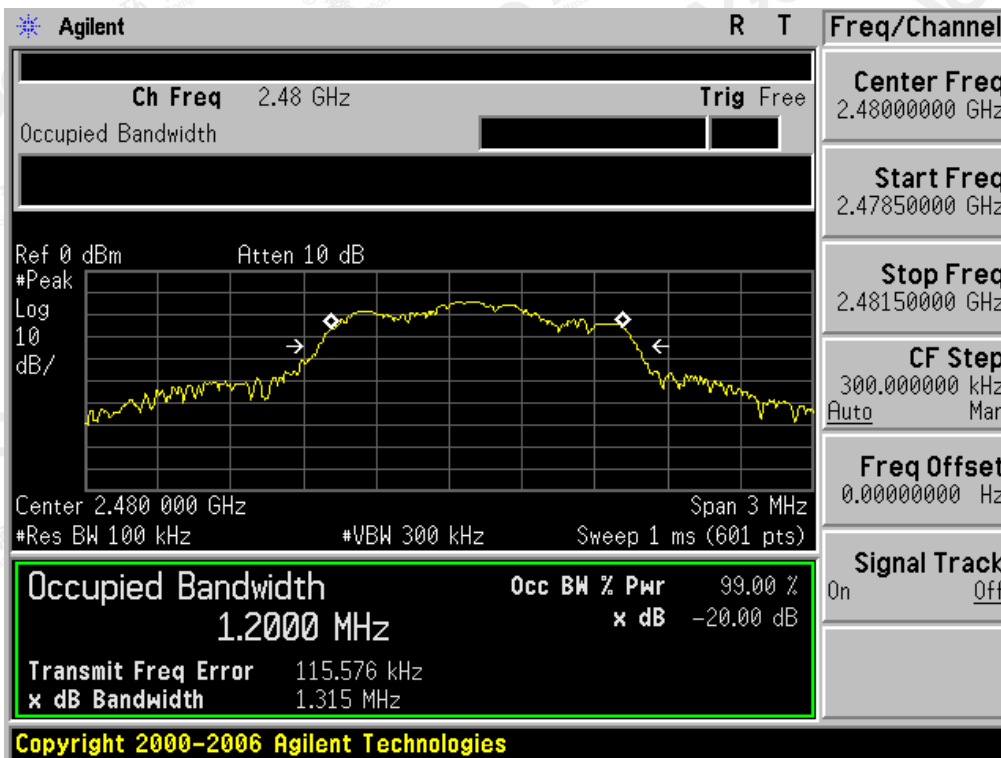 Agilent R T
Freq/Channel
Ch Freq 2.48 GHz Trig Free
Occupied Bandwidth
Center Freq
2.48000000 GHz
Start Freq
2.47850000 GHz
Stop Freq
2.48150000 GHz
CF Step
300.000000 kHz
Auto Man
Freq Offset
0.00000000 Hz
Signal Track
On Off
Ref 0 dBm Atten 10 dB
#Peak
Log
10
dB/
Center 2.480 000 GHz Span 3 MHz
#Res BW 100 kHz #VBW 300 kHz Sweep 1 ms (601 pts)
Occupied Bandwidth Occ BW % Pwr 99.00 %
1.2000 MHz x dB -20.00 dB
Transmit Freq Error 115.576 kHz
x dB Bandwidth 1.315 MHz
Copyright 2000-2006 Agilent Technologies